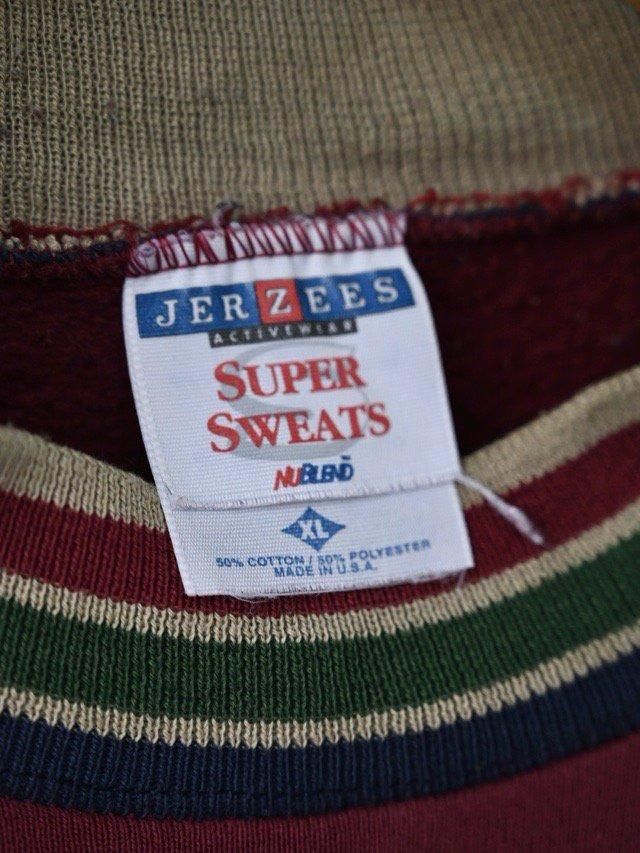 JERZEES
ACTIVEWEAR
SUPER
SWEATS
NUBLEND
XL
50% COTTON / 50% POLYESTER
MADE IN U.S.A.